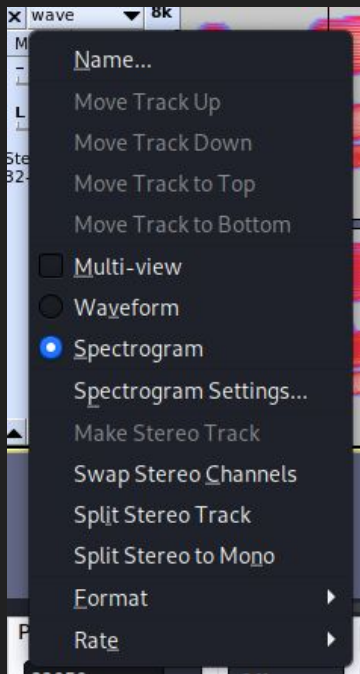 wave
8k
M
L
Ste
32-
Name...
Move Track Up
Move Track Down
Move Track to Top
Move Track to Bottom
Multi-view
Waveform
Spectrogram
Spectrogram Settings...
Make Stereo Track
Swap Stereo Channels
Split Stereo Track
Split Stereo to Mono
Format
Rate
P